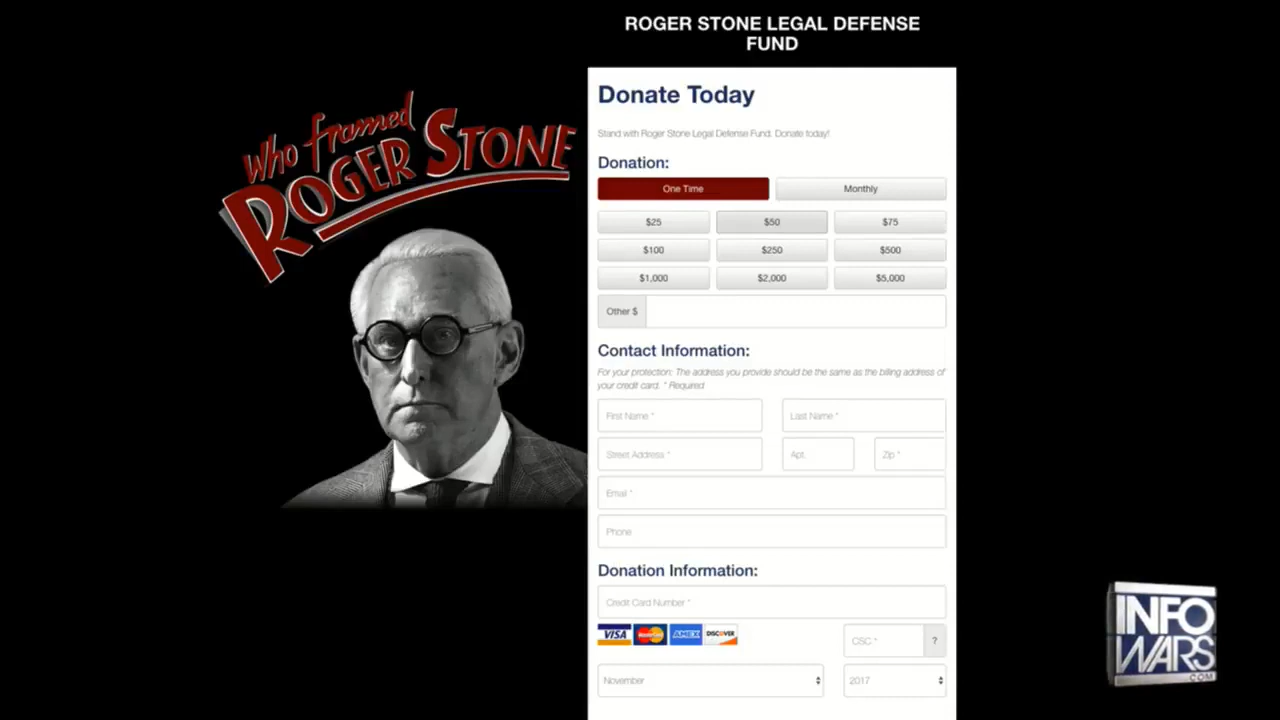 ROGER STONE LEGAL DEFENSE
FUND
Who Framed
ROGER STONE
Donate Today
Stand with Roger Stone Legal Defense Fund. Donate today!
Donation:
One Time Monthly
$25 $50 $75
$100 $250 $500
$1,000 $2,000 $5,000
Other $
Contact Information:
For your protection: The address you provide should be the same as the billing address of
your credit card. * Required
First Name * Last Name *
Street Address * Apt. Zip *
Email *
Phone
Donation Information:
Credit Card Number *
VISA MasterCard AMEX DISCOVER
CSC * ?
November 2017
INFO
WARS
.COM